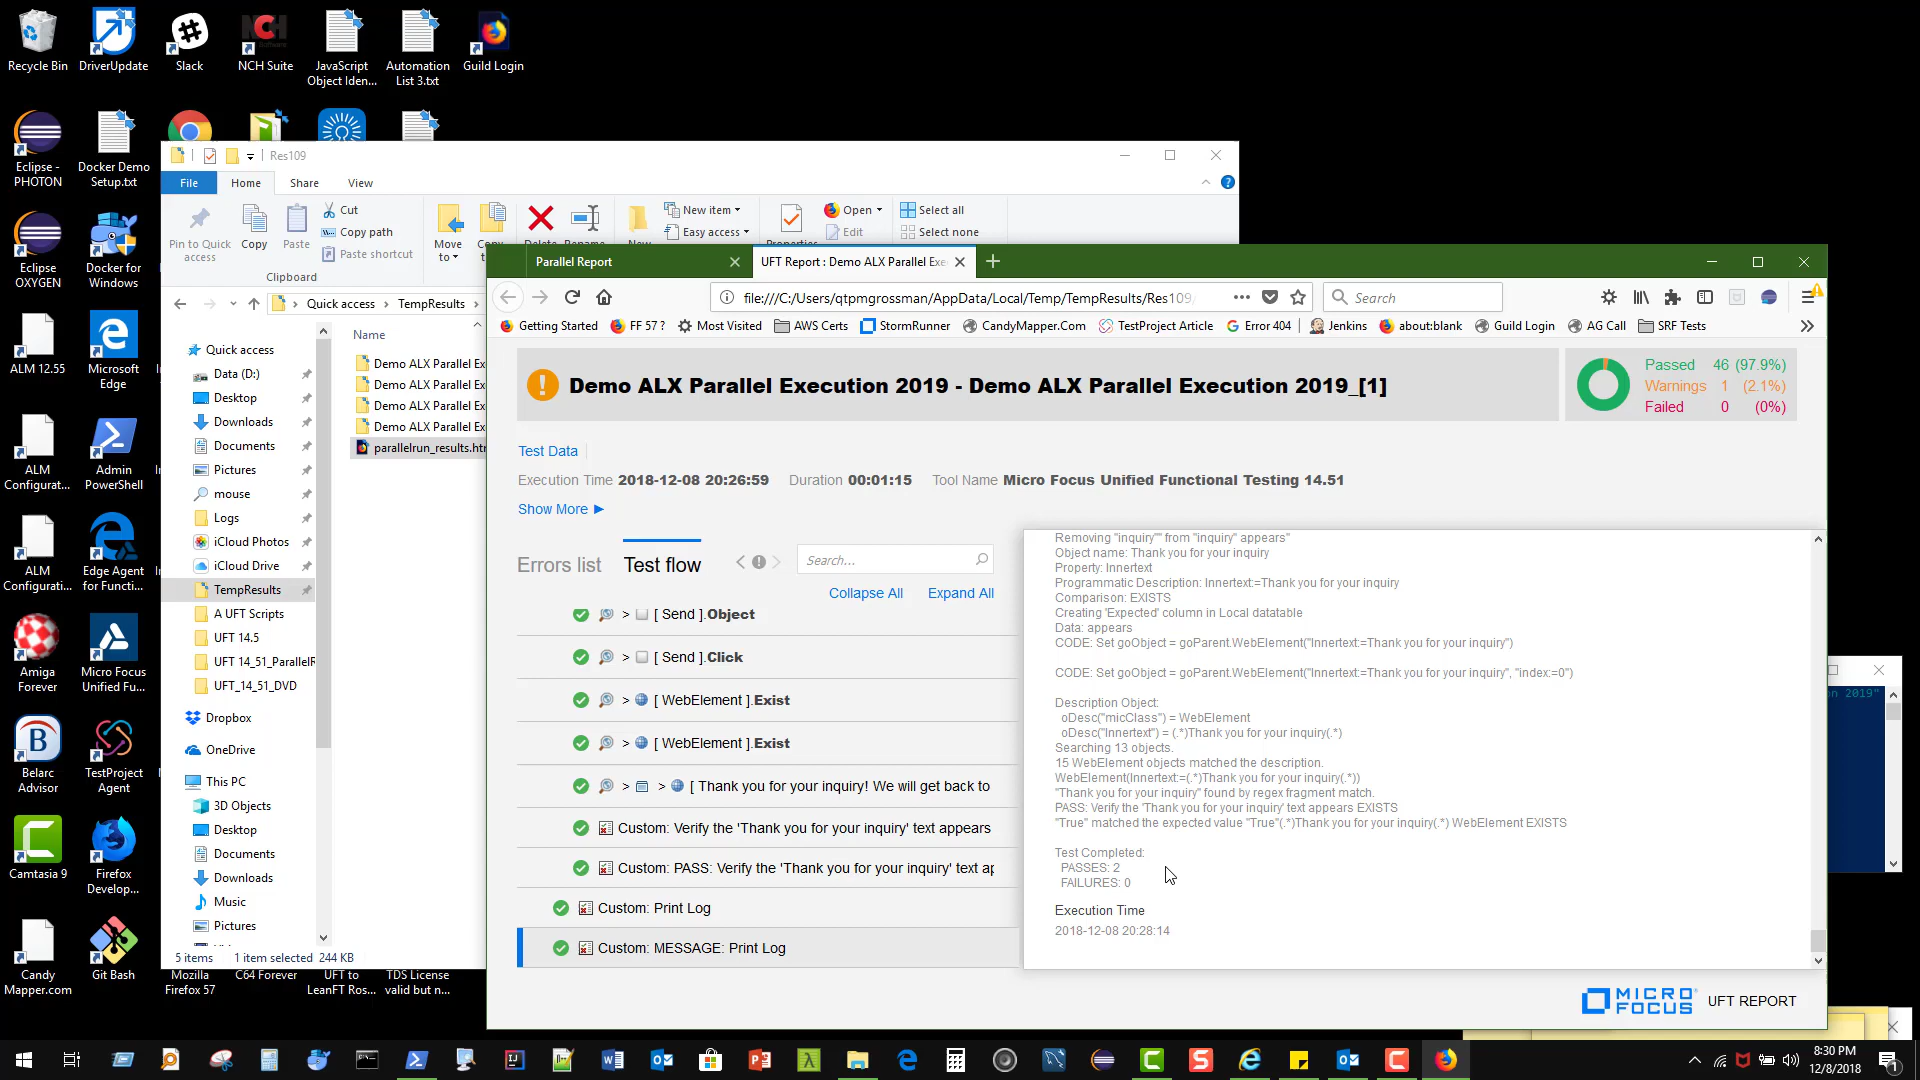 Recycle Bin
DriverUpdate
Slack
NCH Suite
JavaScript
Object Iden...
Automation
List 3.txt
Guild Login
Eclipse -
PHOTON
Docker Demo
Setup.txt
Eclipse
OXYGEN
Docker for
Windows
ALM 12.55
Microsoft
Edge
ALM
Configurat...
Admin
PowerShell
ALM
Configurati...
Edge Agent
for Functi...
Amiga
Forever
Micro Focus
Unified Fu...
Belarc
Advisor
TestProject
Agent
Camtasia 9
Firefox
Develop...
Candy
Mapper.com
Git Bash
Mozilla
Firefox 57
C64 Forever
UFT to
LeanFT Ros...
TDS License
valid but n...
Res109
File
Home
Share
View
Pin to Quick
access
Copy
Paste
Cut
Copy path
Paste shortcut
Clipboard
Move
to
New item
Easy access
Open
Edit
Select all
Select none
Quick access
TempResults
Name
Demo ALX Parallel Ex
Demo ALX Parallel Ex
Demo ALX Parallel Ex
Demo ALX Parallel Ex
parallelrun_results.htm
Quick access
Data (D:)
Desktop
Downloads
Documents
Pictures
mouse
Logs
iCloud Photos
iCloud Drive
TempResults
A UFT Scripts
UFT 14.5
UFT 14_51_ParallelR
UFT_14_51_DVD
Dropbox
OneDrive
This PC
3D Objects
Desktop
Documents
Downloads
Music
Pictures
5 items
1 item selected 244 KB
Parallel Report
UFT Report : Demo ALX Parallel Exe
file:///C:/Users/qtpmgrossman/AppData/Local/Temp/TempResults/Res109/
Search
Getting Started
FF 57 ?
Most Visited
AWS Certs
StormRunner
CandyMapper.Com
TestProject Article
Error 404
Jenkins
about:blank
Guild Login
AG Call
SRF Tests
Demo ALX Parallel Execution 2019 - Demo ALX Parallel Execution 2019_[1]
Passed 46 (97.9%)
Warnings 1 (2.1%)
Failed 0 (0%)
Test Data
Execution Time 2018-12-08 20:26:59 Duration 00:01:15 Tool Name Micro Focus Unified Functional Testing 14.51
Show More
Errors list
Test flow
Search...
Collapse All
Expand All
> [ Send ].Object
> [ Send ].Click
> [ WebElement ].Exist
> [ WebElement ].Exist
> > [ Thank you for your inquiry! We will get back to
Custom: Verify the 'Thank you for your inquiry' text appears
Custom: PASS: Verify the 'Thank you for your inquiry' text ap
Custom: Print Log
Custom: MESSAGE: Print Log
Removing "inquiry'" from "inquiry" appears"
Object name: Thank you for your inquiry
Property: Innertext
Programmatic Description: Innertext:=Thank you for your inquiry
Comparison: EXISTS
Creating 'Expected' column in Local datatable
Data: appears
CODE: Set goObject = goParent.WebElement("Innertext:=Thank you for your inquiry")
CODE: Set goObject = goParent.WebElement("Innertext:=Thank you for your inquiry", "index:=0")
Description Object:
oDesc("micClass") = WebElement
oDesc("Innertext") = (.*)Thank you for your inquiry(.*)
Searching 13 objects.
15 WebElement objects matched the description.
WebElement(Innertext:=(.*)Thank you for your inquiry(.*))
"Thank you for your inquiry" found by regex fragment match.
PASS: Verify the 'Thank you for your inquiry' text appears EXISTS
"True" matched the expected value "True"(.*)Thank you for your inquiry(.*) WebElement EXISTS
Test Completed:
PASSES: 2
FAILURES: 0
Execution Time
2018-12-08 20:28:14
MICRO
FOCUS
UFT REPORT
on 2019"
8:30 PM
12/8/2018
1